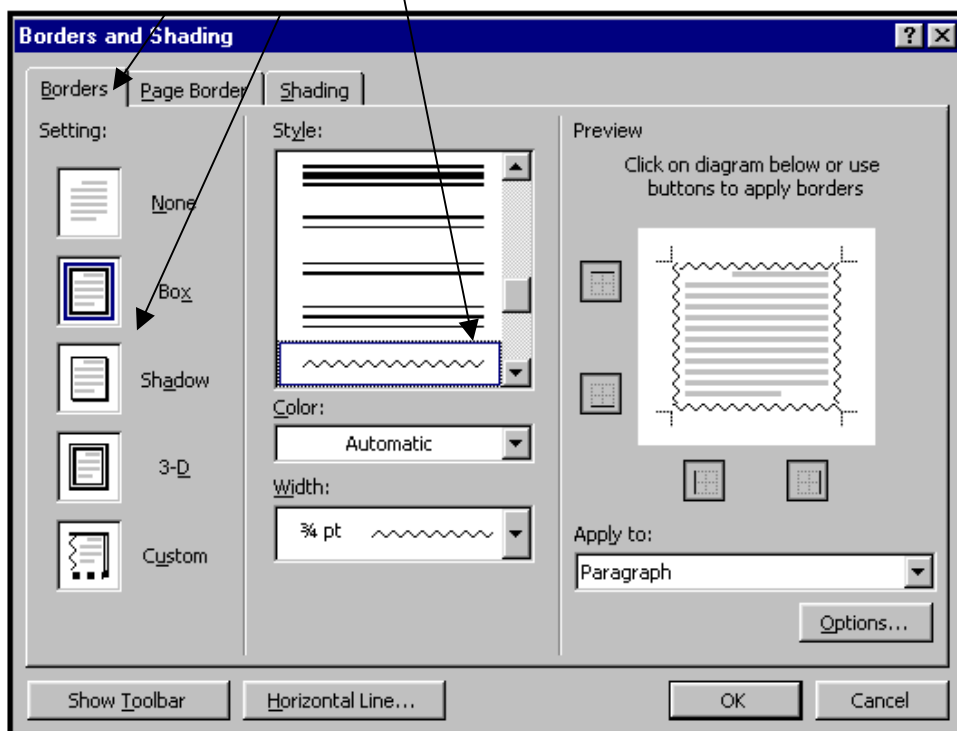 Borders and Shading
Borders Page Border Shading
Setting:
None
Box
Shadow
3-D
Custom
Style:
Color:
Automatic
Width:
¾ pt
Preview
Click on diagram below or use
buttons to apply borders
Apply to:
Paragraph
Options...
Show Toolbar
Horizontal Line...
OK
Cancel